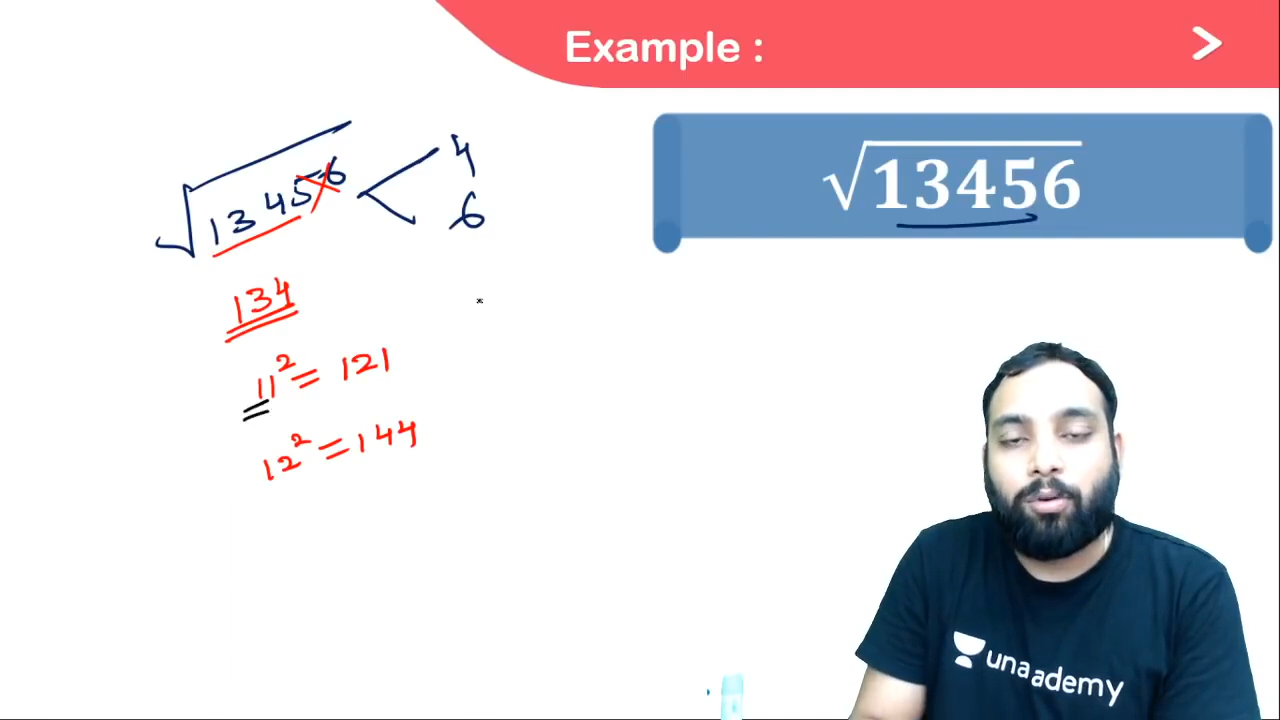 Example :
√13456
√13456
4
6
134
11² = 121
12² = 144
unacademy